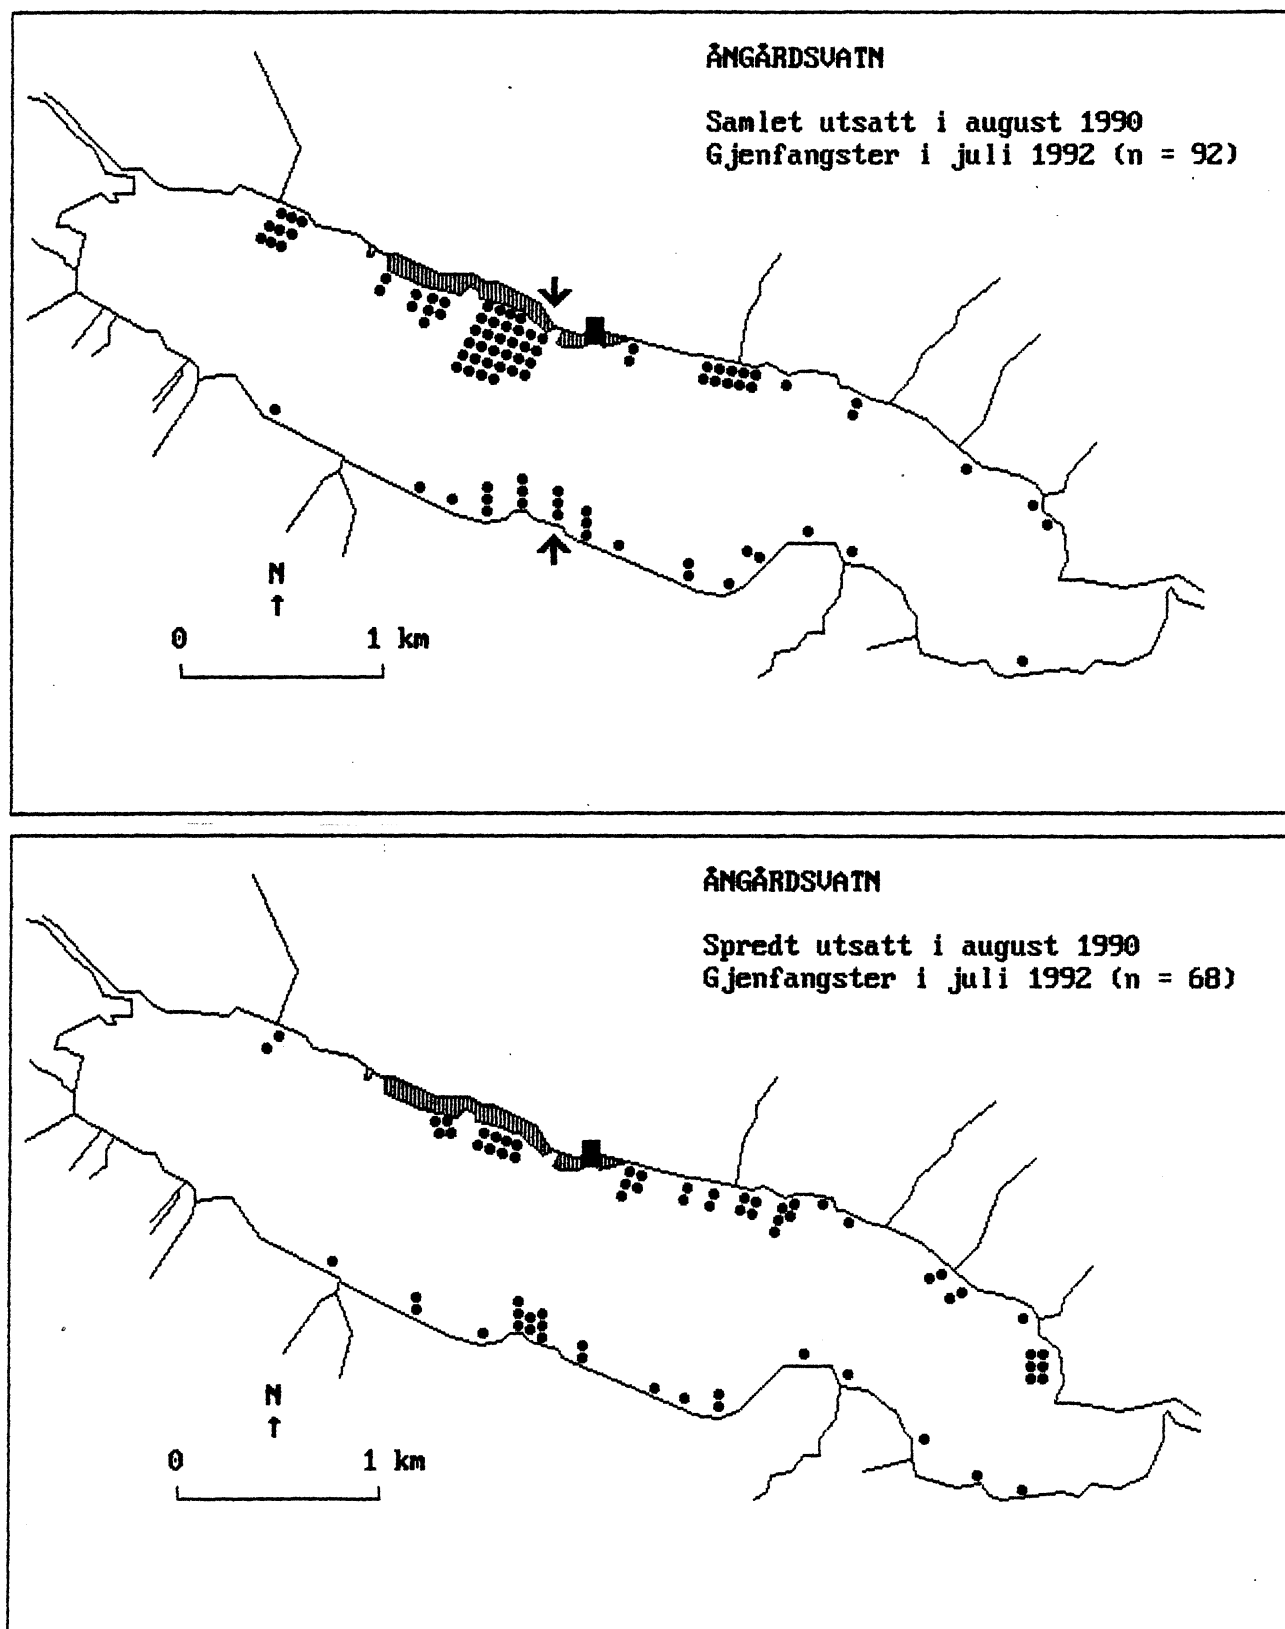 ÅNGÅRDSVATN
Samlet utsatt i august 1990
Gjenfangster i juli 1992 (n = 92)
N
0 1 km
ÅNGÅRDSVATN
Spredt utsatt i august 1990
Gjenfangster i juli 1992 (n = 68)
N
0 1 km